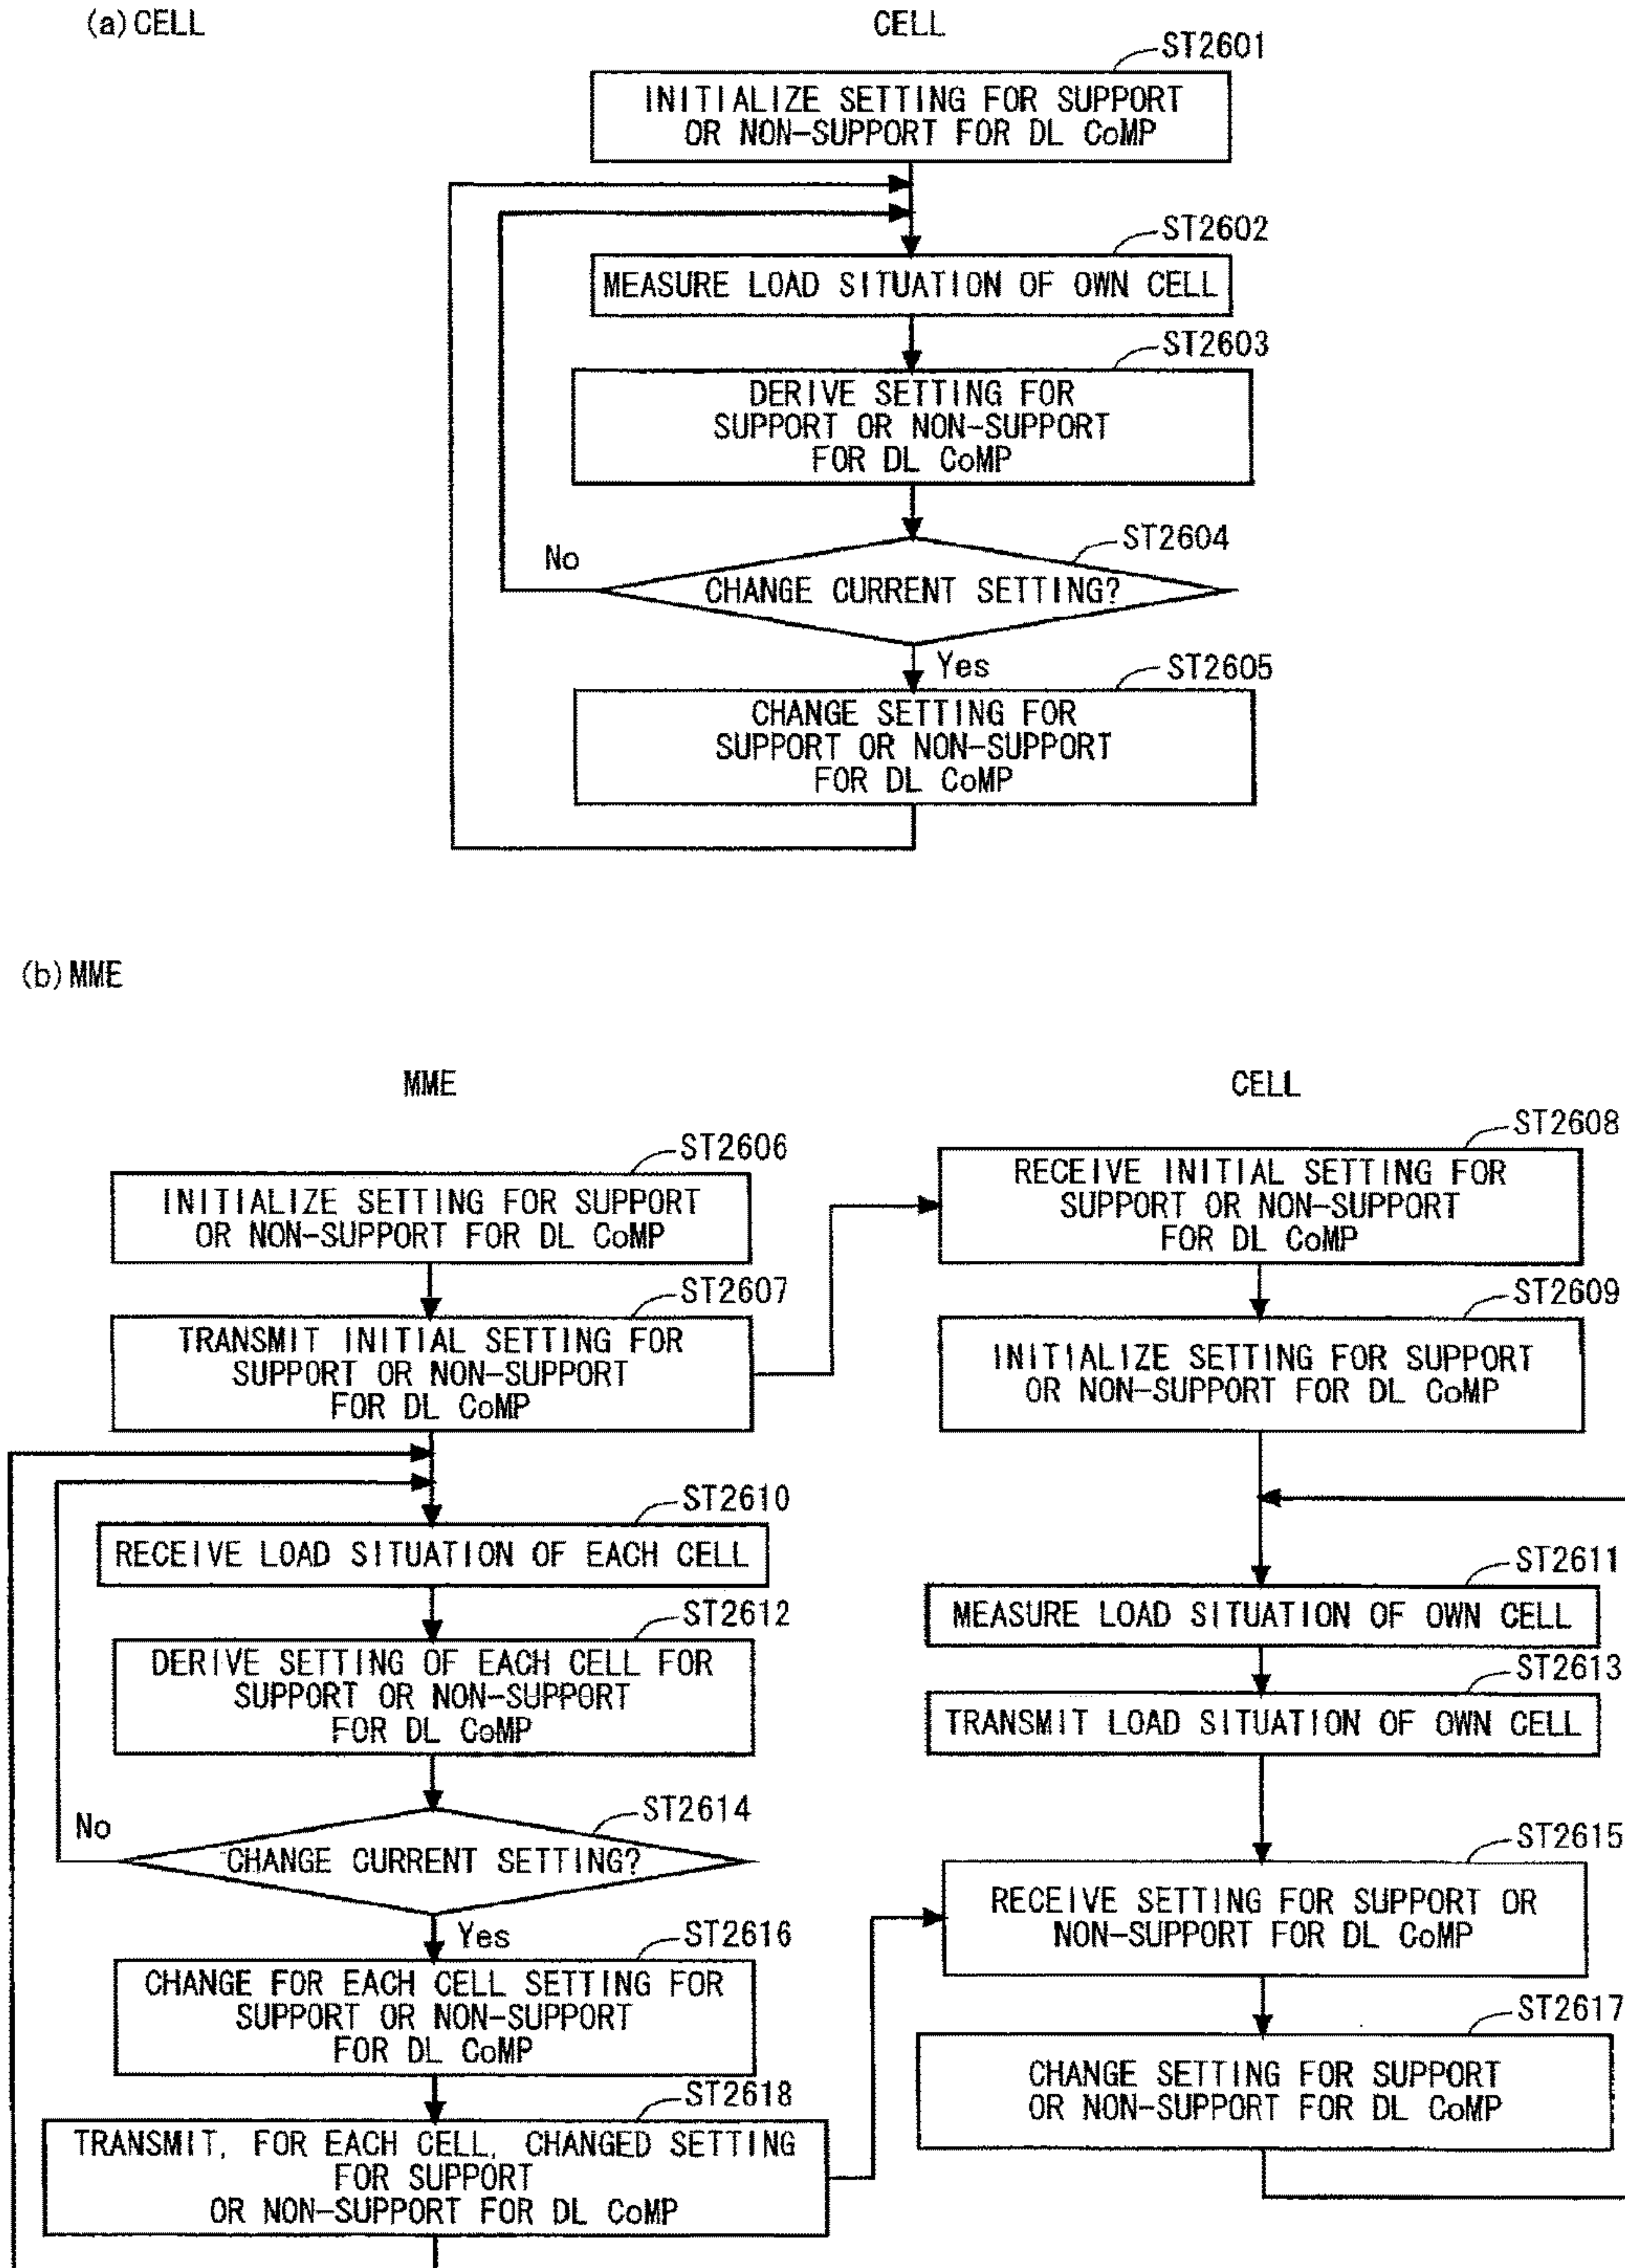 (a)CELL
CELL
ST2601
INITIALIZE SETTING FOR SUPPORT
OR NON-SUPPORT FOR DL CoMP
ST2602
MEASURE LOAD SITUATION OF OWN CELL
ST2603
DERIVE SETTING FOR
SUPPORT OR NON-SUPPORT
FOR DL CoMP
ST2604
No
CHANGE CURRENT SETTING?
Yes
ST2605
CHANGE SETTING FOR
SUPPORT OR NON-SUPPORT
FOR DL CoMP
(b)MME
MME
ST2606
INITIALIZE SETTING FOR SUPPORT
OR NON-SUPPORT FOR DL CoMP
ST2607
TRANSMIT INITIAL SETTING FOR
SUPPORT OR NON-SUPPORT
FOR DL CoMP
ST2610
RECEIVE LOAD SITUATION OF EACH CELL
ST2612
DERIVE SETTING OF EACH CELL FOR
SUPPORT OR NON-SUPPORT
FOR DL CoMP
ST2614
No
CHANGE CURRENT SETTING?
Yes
ST2616
CHANGE FOR EACH CELL SETTING FOR
SUPPORT OR NON-SUPPORT
FOR DL CoMP
ST2618
TRANSMIT, FOR EACH CELL, CHANGED SETTING
FOR SUPPORT
OR NON-SUPPORT FOR DL CoMP
CELL
ST2608
RECEIVE INITIAL SETTING FOR
SUPPORT OR NON-SUPPORT
FOR DL CoMP
ST2609
INITIALIZE SETTING FOR SUPPORT
OR NON-SUPPORT FOR DL CoMP
ST2611
MEASURE LOAD SITUATION OF OWN CELL
ST2613
TRANSMIT LOAD SITUATION OF OWN CELL
ST2615
RECEIVE SETTING FOR SUPPORT OR
NON-SUPPORT FOR DL CoMP
ST2617
CHANGE SETTING FOR SUPPORT
OR NON-SUPPORT FOR DL CoMP